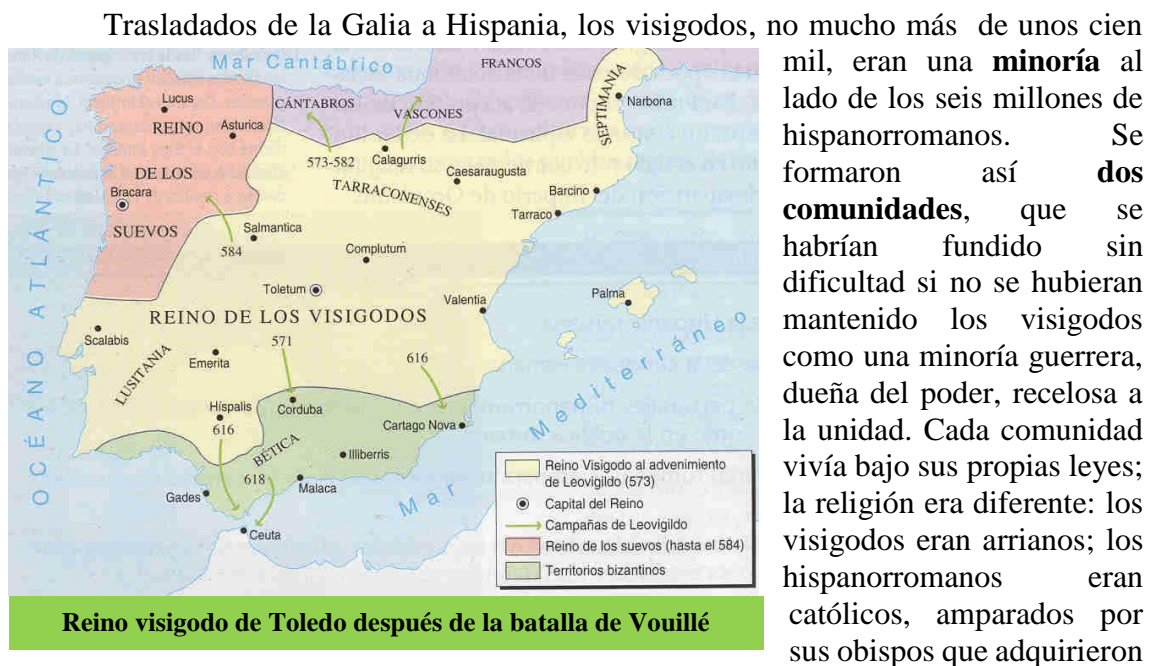 Trasladados de la Galia a Hispania, los visigodos, no mucho más de unos cien
mil, eran una minoría al
lado de los seis millones de
hispanorromanos. Se
formaron así dos
comunidades, que se
habrían fundido sin
dificultad si no se hubieran
mantenido los visigodos
como una minoría guerrera,
dueña del poder, recelosa a
la unidad. Cada comunidad
vivía bajo sus propias leyes;
la religión era diferente: los
visigodos eran arrianos; los
hispanorromanos eran
católicos, amparados por
sus obispos que adquirieron
Mar Cantábrico
FRANCOS
OCÉANO ATLÁNTICO
Lucus
REINO
Asturica
DE LOS
Bracara
SUEVOS
CÁNTABROS
VASCONES
573-582
Calagurris
SEPTIMANIA
Narbona
Caesaraugusta
TARRACONENSES
Barcino
Tarraco
584
Salmantica
Complutum
Toletum
Valentia
Palma
REINO DE LOS VISIGODOS
Scalabis
LUSITANIA
Emerita
571
616
Híspalis
Corduba
Cartago Nova
616
BÉTICA
Illiberris
Gades
618
Malaca
Ceuta
Mar Mediterráneo
Reino Visigodo al advenimiento
de Leovigildo (573)
Capital del Reino
Campañas de Leovigildo
Reino de los suevos (hasta el 584)
Territorios bizantinos
Reino visigodo de Toledo después de la batalla de Vouillé